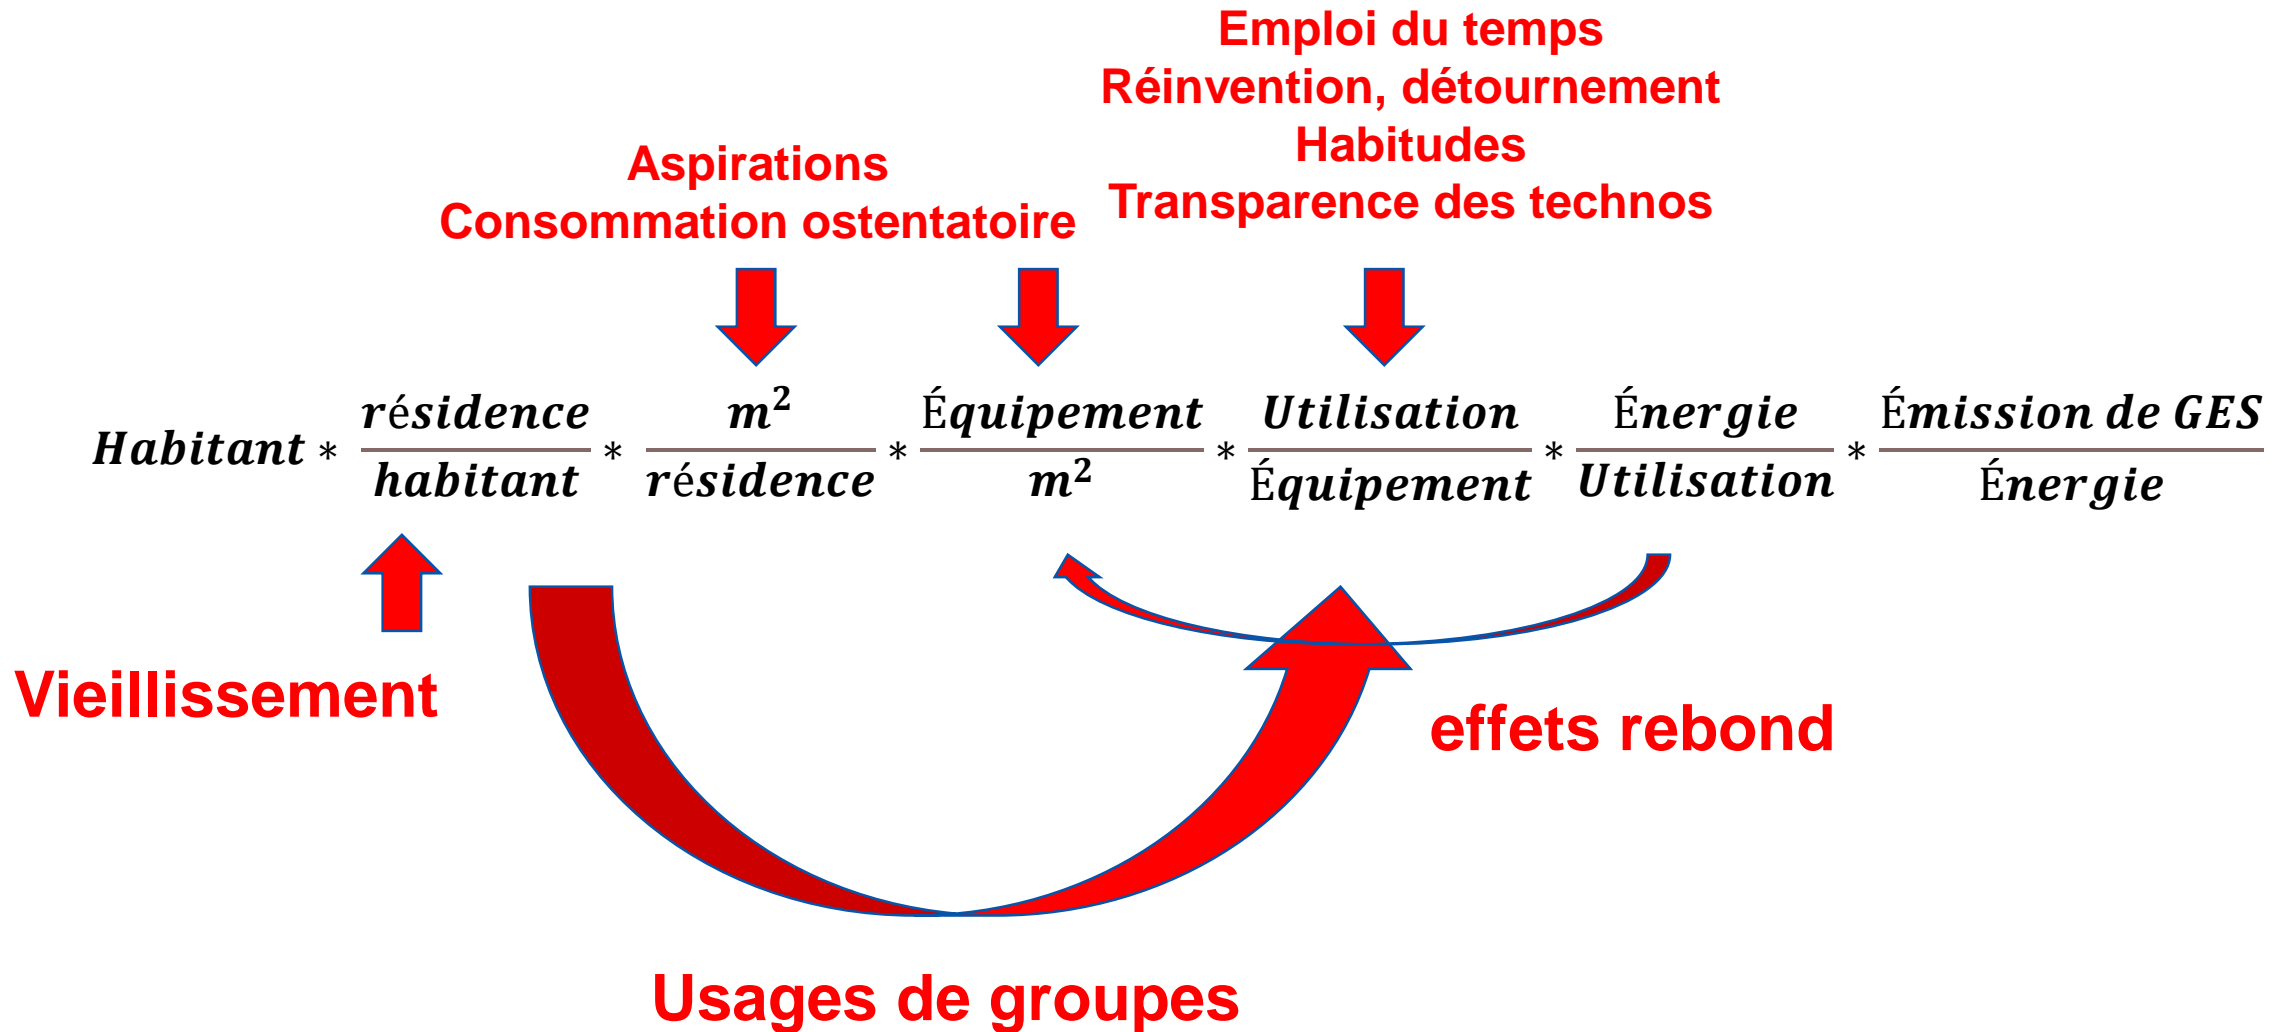 Emploi du temps
Réinvention, détournement
Habitudes
Transparence des technos
Aspirations
Consommation ostentatoire
Habitant * résidence/habitant * m²/résidence * Équipement/m² * Utilisation/Équipement * Énergie/Utilisation * Émission de GES/Énergie
Vieillissement
effets rebond
Usages de groupes